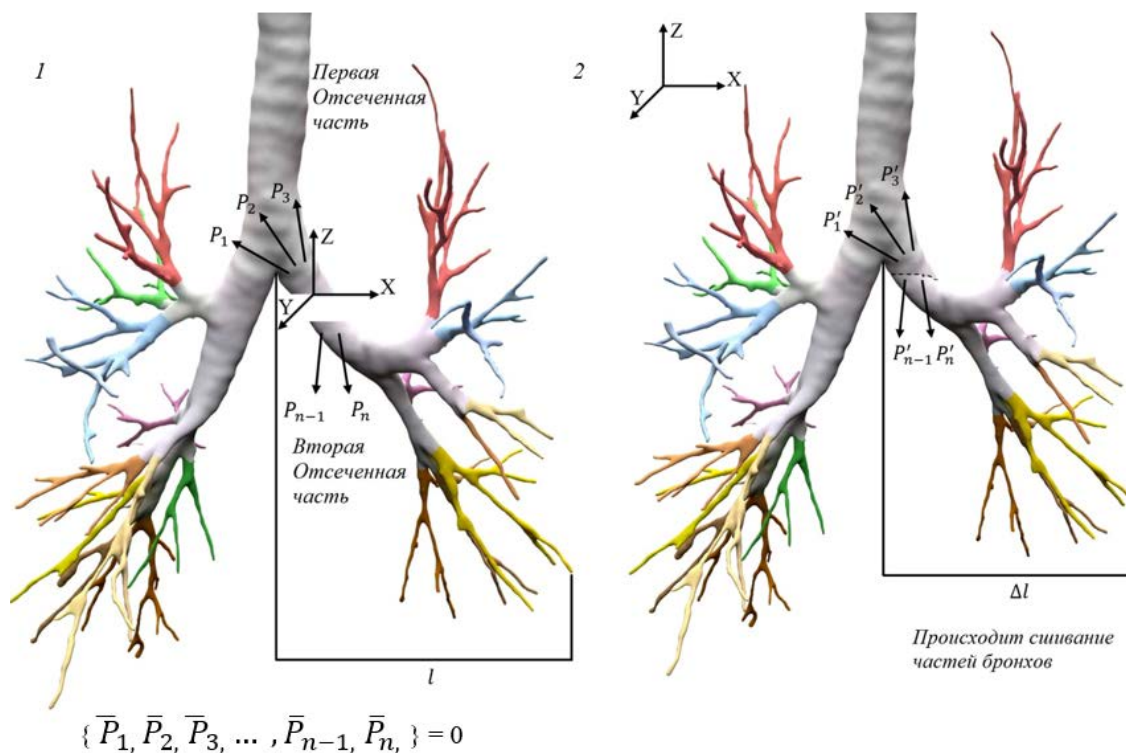 1
Первая
Отсеченная
часть
P₁
P₂
P₃
Z
X
Y
Pₙ₋₁
Pₙ
Вторая
Отсеченная
часть
l
{ P̅₁, P̅₂, P̅₃, … , P̅ₙ₋₁, P̅ₙ, } = 0
2
Z
X
Y
P′₁
P′₂
P′₃
P′ₙ₋₁
P′ₙ
Δl
Происходит сшивание
частей бронхов